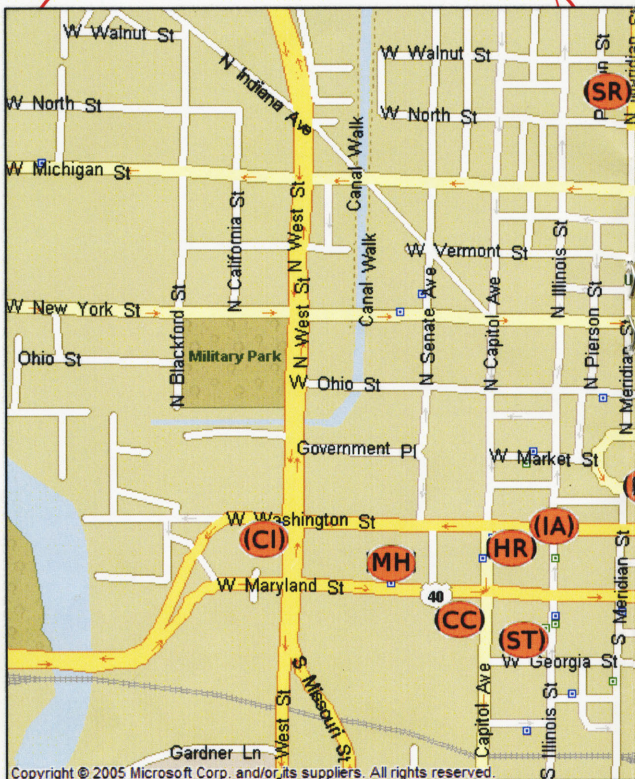 W Walnut St
N Indiana Ave
W Walnut St
SR
W North St
W North St
W Michigan St
Canal Walk
N West St
N California St
Canal Walk
W Vermont St
N Illinois St
W New York St
N Blackford St
N West St
N Senate Ave
N Capitol Ave
N Pierson St
N Meridian St
Ohio St
Military Park
W Ohio St
Government Pl
W Market St
W Washington St
(CI)
MH
HR
(IA)
W Maryland St
40
CC
ST
S Meridian St
W Georgia St
S Missouri St
West St
Capitol Ave
Illinois St
Gardner Ln
Copyright © 2005 Microsoft Corp. and/or its suppliers. All rights reserved.